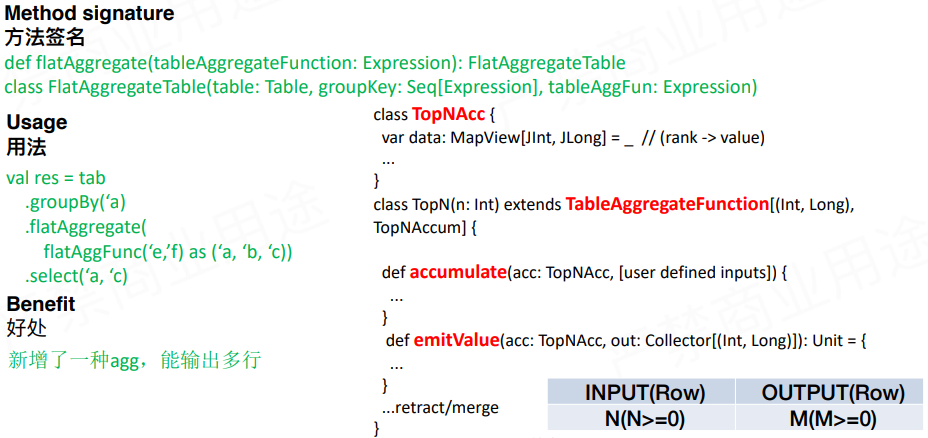 Method signature
方法签名
def flatAggregate(tableAggregateFunction: Expression): FlatAggregateTable
class FlatAggregateTable(table: Table, groupKey: Seq[Expression], tableAggFun: Expression)
Usage
用法
val res = tab
.groupBy(‘a)
.flatAggregate(
flatAggFunc(‘e,’f) as (‘a, ‘b, ‘c))
.select(‘a, ‘c)
Benefit
好处
新增了一种agg，能输出多行
class TopNAcc {
var data: MapView[JInt, JLong] = _ // (rank -> value)
...
}
class TopN(n: Int) extends TableAggregateFunction[(Int, Long),
TopNAccum] {
def accumulate(acc: TopNAcc, [user defined inputs]) {
...
}
def emitValue(acc: TopNAcc, out: Collector[(Int, Long)]): Unit = {
...
}
...retract/merge
}
INPUT(Row) OUTPUT(Row)
N(N>=0) M(M>=0)